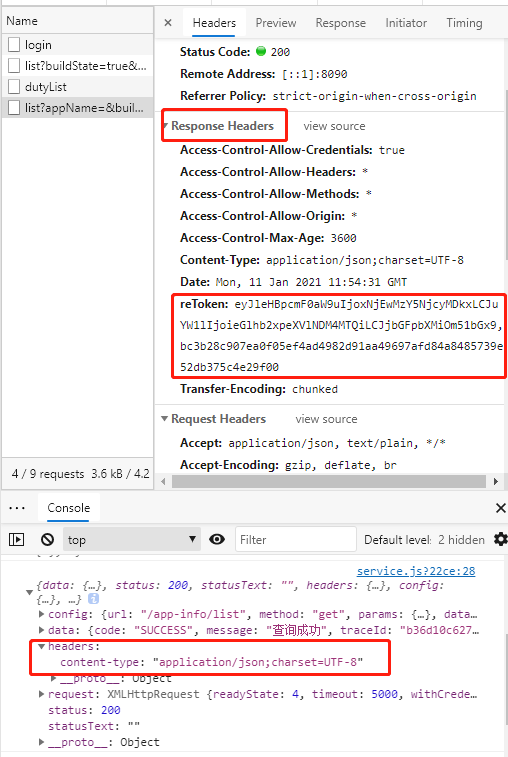 Name
login
list?buildState=true&...
dutyList
list?appName=&buil...
4 / 9 requests 3.6 kB / 4.2
× Headers Preview Response Initiator Timing
Status Code: 200
Remote Address: [::1]:8090
Referrer Policy: strict-origin-when-cross-origin
Response Headers view source
Access-Control-Allow-Credentials: true
Access-Control-Allow-Headers: *
Access-Control-Allow-Methods: *
Access-Control-Allow-Origin: *
Access-Control-Max-Age: 3600
Content-Type: application/json;charset=UTF-8
Date: Mon, 11 Jan 2021 11:54:31 GMT
reToken: eyJleHBpcmF0aW9uIjoxNjEwMzY5NjcyMDkxLCJu
YW1lIjoieGlhb2xpeXVlNDM4MTQiLCJjbGFpbXMiOm51bGx9,
bc3b28c907ea0f05ef4ad4982d91aa49697afd84a8485739e
52db375c4e29f00
Transfer-Encoding: chunked
Request Headers view source
Accept: application/json, text/plain, */*
Accept-Encoding: gzip, deflate, br
Console
top Filter Default level: 2 hidden
service.js?22ce:28
{data: {…}, status: 200, statusText: "", headers: {…}, config:
{…}, …}
config: {url: "/app-info/list", method: "get", params: {…}, data…
data: {code: "SUCCESS", message: "查询成功", traceId: "b36d10c627…
headers:
content-type: "application/json;charset=UTF-8"
__proto__: Object
request: XMLHttpRequest {readyState: 4, timeout: 5000, withCrede…
status: 200
statusText: ""
__proto__: Object